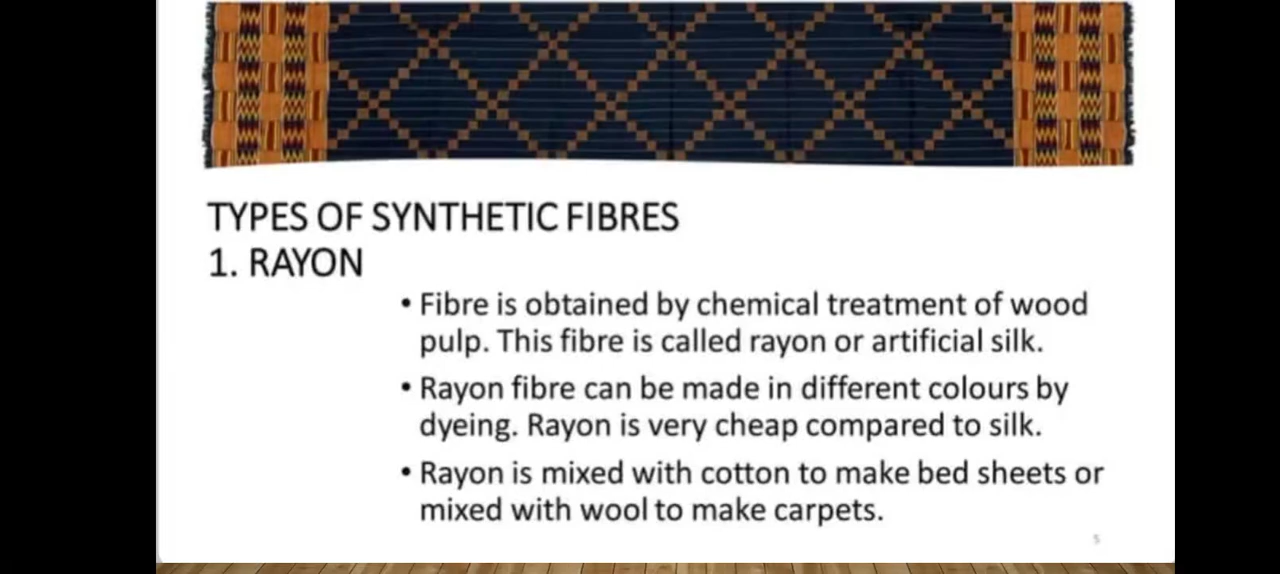 TYPES OF SYNTHETIC FIBRES
1. RAYON
• Fibre is obtained by chemical treatment of wood
pulp. This fibre is called rayon or artificial silk.
• Rayon fibre can be made in different colours by
dyeing. Rayon is very cheap compared to silk.
• Rayon is mixed with cotton to make bed sheets or
mixed with wool to make carpets.
5